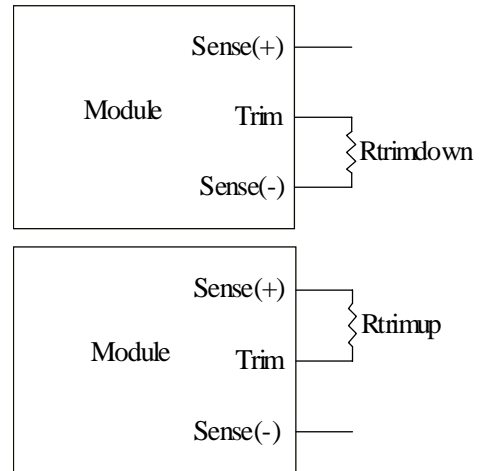 Sense(+)
Module
Trim
Rtrimdown
Sense(-)
Sense(+)
Rtrimup
Module
Trim
Sense(-)